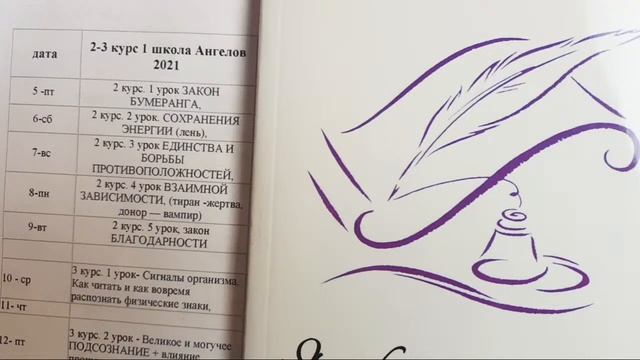 дата
2-3 курс 1 школа Ангелов
2021
5 -пт
2 курс. 1 урок ЗАКОН
БУМЕРАНГА,
6-сб
2 курс. 2 урок. СОХРАНЕНИЯ
ЭНЕРГИИ (лень),
7-вс
2 курс. 3 урок ЕДИНСТВА И
БОРЬБЫ
ПРОТИВОПОЛОЖНОСТЕЙ,
8-пн
2 курс. 4 урок ВЗАИМНОЙ
ЗАВИСИМОСТИ, (тиран -жертва,
донор — вампир)
9-вт
2 курс. 5 урок, закон
БЛАГОДАРНОСТИ
10 - ср
3 курс. 1 урок- Сигналы организма.
Как читать и как вовремя
распознать физические знаки,
11- чт
12- пт
3 курс. 2 урок - Великое и могучее
ПОДСОЗНАНИЕ + влияние